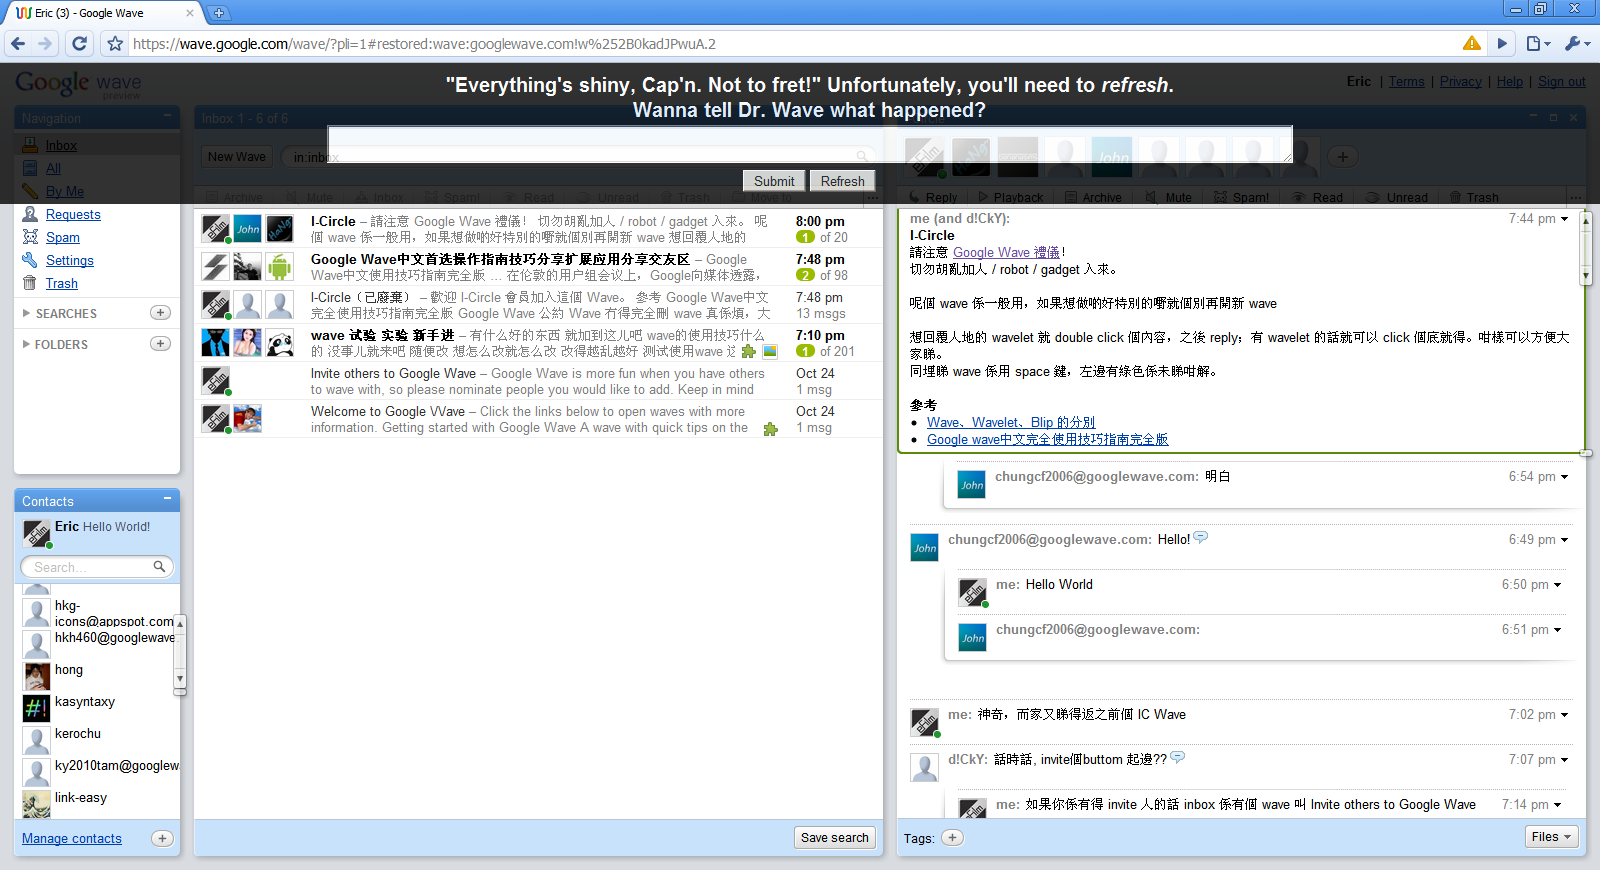 Eric (3) - Google Wave
https://wave.google.com/wave/?pli=1#restored:wave:googlewave.com!w%252B0kadJPwuA.2
Google wave
preview
"Everything's shiny, Cap'n. Not to fret!" Unfortunately, you'll need to refresh.
Wanna tell Dr. Wave what happened?
Submit Refresh
Eric | Terms | Privacy | Help | Sign out
Navigation
Inbox
All
By Me
Requests
Spam
Settings
Trash
SEARCHES
FOLDERS
Contacts
Eric Hello World!
Search...
hkg-
icons@appspot.com
hkh460@googlewave
hong
kasyntaxy
kerochu
ky2010tam@googlew
link-easy
Manage contacts
Inbox 1 - 6 of 6
New Wave in:inbox
Archive Mute Inbox Spam! Read Unread Trash Move to
I-Circle – 請注意 Google Wave 禮儀！ 切勿胡亂加人 / robot / gadget 入來。 呢 8:00 pm
個 wave 係一般用，如果想做啲好特別的嘢就個別再開新 wave 想回覆人地的 1 of 20
Google Wave中文首选操作指南技巧分享扩展应用分享交友区 – Google 7:48 pm
Wave中文使用技巧指南完全版 ... 在伦敦的用户组会议上，Google向媒体透露， 2 of 98
I-Circle（已廢棄） – 歡迎 I-Circle 會員加入這個 Wave。 參考 Google Wave中文 7:48 pm
完全使用技巧指南完全版 Google Wave 公約 Wave 冇得完全刪 wave 真係煩，大 13 msgs
wave 试验 实验 新手进 – 有什么好的东西 就加到这儿吧 wave的使用技巧什么 7:10 pm
的 没事儿就来吧 随便改 想怎么改就怎么改 改得越乱越好 测试使用wave 这 1 of 201
Invite others to Google Wave – Google Wave is more fun when you have others Oct 24
to wave with, so please nominate people you would like to add. Keep in mind 1 msg
Welcome to Google Wave – Click the links below to open waves with more Oct 24
information. Getting started with Google Wave A wave with quick tips on the 1 msg
Save search
Reply Playback Archive Mute Spam! Read Unread Trash
me (and d!CkY): 7:44 pm
I-Circle
請注意 Google Wave 禮儀！
切勿胡亂加人 / robot / gadget 入來。
呢個 wave 係一般用，如果想做啲好特別的嘢就個別再開新 wave
想回覆人地的 wavelet 就 double click 個内容，之後 reply；有 wavelet 的話就可以 click 個底就得。咁樣可以方便大
家睇。
同埋睇 wave 係用 space 鍵，左邊有綠色係未睇咁解。
參考
Wave、Wavelet、Blip 的分別
Google wave中文完全使用技巧指南完全版
John
chungcf2006@googlewave.com: 明白 6:54 pm
John
chungcf2006@googlewave.com: Hello! 6:49 pm
me: Hello World 6:50 pm
John
chungcf2006@googlewave.com: 6:51 pm
me: 神奇，而家又睇得返之前個 IC Wave 7:02 pm
d!CkY: 話時話, invite個buttom 起邊?? 7:07 pm
me: 如果你係有得 invite 人的話 inbox 係有個 wave 叫 Invite others to Google Wave 7:14 pm
Tags: Files